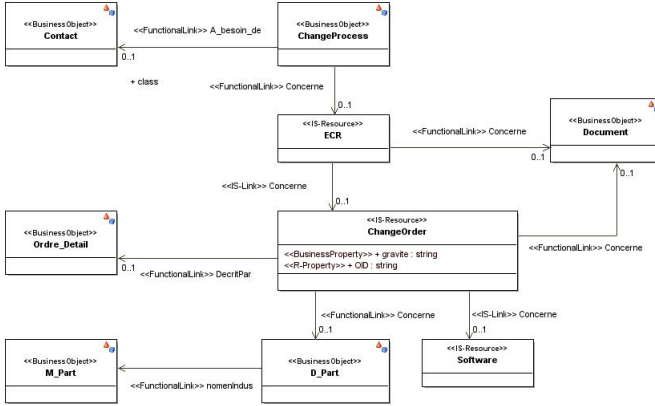 <<BusinessObject>>
Contact
<<FunctionalLink>> A_besoin_de
0..1
+ class
<<BusinessObject>>
ChangeProcess
<<FunctionalLink>> Concerne
0..1
<<IS-Resource>>
ECR
<<FunctionalLink>> Concerne
0..1
<<BusinessObject>>
Document
0..1
<<IS-Link>> Concerne
0..1
<<IS-Resource>>
ChangeOrder
<<BusinessProperty>> + gravite : string
<<R-Property>> + OID : string
<<FunctionalLink>> Concerne
<<BusinessObject>>
Ordre_Detail
0..1
<<FunctionalLink>> DecritPar
<<FunctionalLink>> Concerne
0..1
<<IS-Link>> Concerne
0..1
<<BusinessObject>>
M_Part
<<FunctionalLink>> nomenIndus
<<BusinessObject>>
D_Part
<<IS-Resource>>
Software